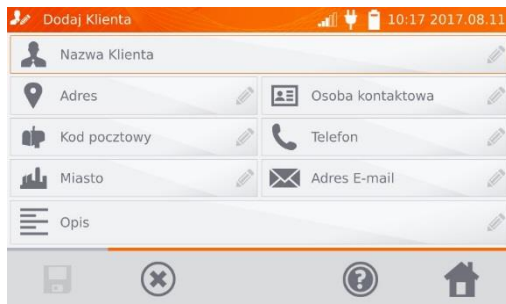 Dodaj Klienta 10:17 2017.08.11
Nazwa Klienta
Adres Osoba kontaktowa
Kod pocztowy Telefon
Miasto Adres E-mail
Opis